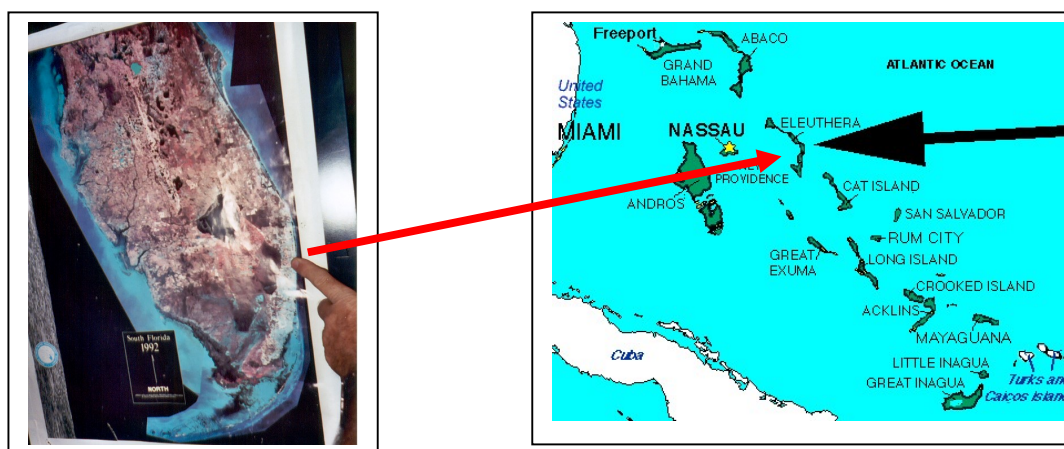 South Florida
1992
NORTH
Freeport
ABACO
GRAND
BAHAMA
ATLANTIC OCEAN
United
States
MIAMI
NASSAU
ELEUTHERA
PROVIDENCE
ANDROS
CAT ISLAND
SAN SALVADOR
RUM CITY
GREAT
EXUMA
LONG ISLAND
CROOKED ISLAND
ACKLINS
MAYAGUANA
Cuba
LITTLE INAGUA
GREAT INAGUA
Turks and
Caicos Islan